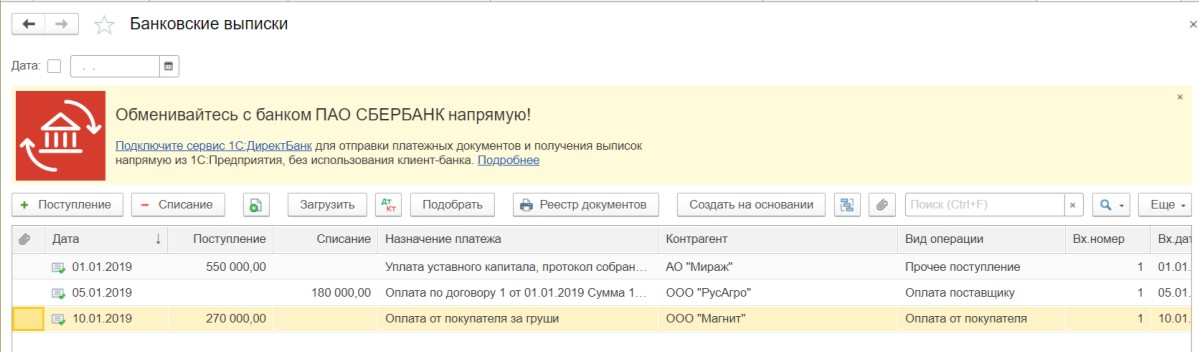 Банковские выписки
Дата:
Обменивайтесь с банком ПАО СБЕРБАНК напрямую!
Подключите сервис 1С:ДиректБанк для отправки платежных документов и получения выписок
напрямую из 1С:Предприятия, без использования клиент-банка. Подробнее
+ Поступление − Списание Загрузить Дт Кт Подобрать Реестр документов Создать на основании Поиск (Ctrl+F) × Еще
Дата ↓ Поступление Списание Назначение платежа Контрагент Вид операции Вх.номер Вх.дат
01.01.2019 550 000,00 Уплата уставного капитала, протокол собран... АО "Мираж" Прочее поступление 1 01.01.
05.01.2019 180 000,00 Оплата по договору 1 от 01.01.2019 Сумма 1... ООО "РусАгро" Оплата поставщику 1 05.01.
10.01.2019 270 000,00 Оплата от покупателя за груши ООО "Магнит" Оплата от покупателя 1 10.01.